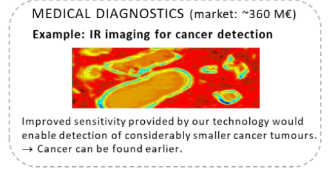 MEDICAL DIAGNOSTICS (market: ~360 M€)
Example: IR imaging for cancer detection
Improved sensitivity provided by our technology would
enable detection of considerably smaller cancer tumours.
→ Cancer can be found earlier.